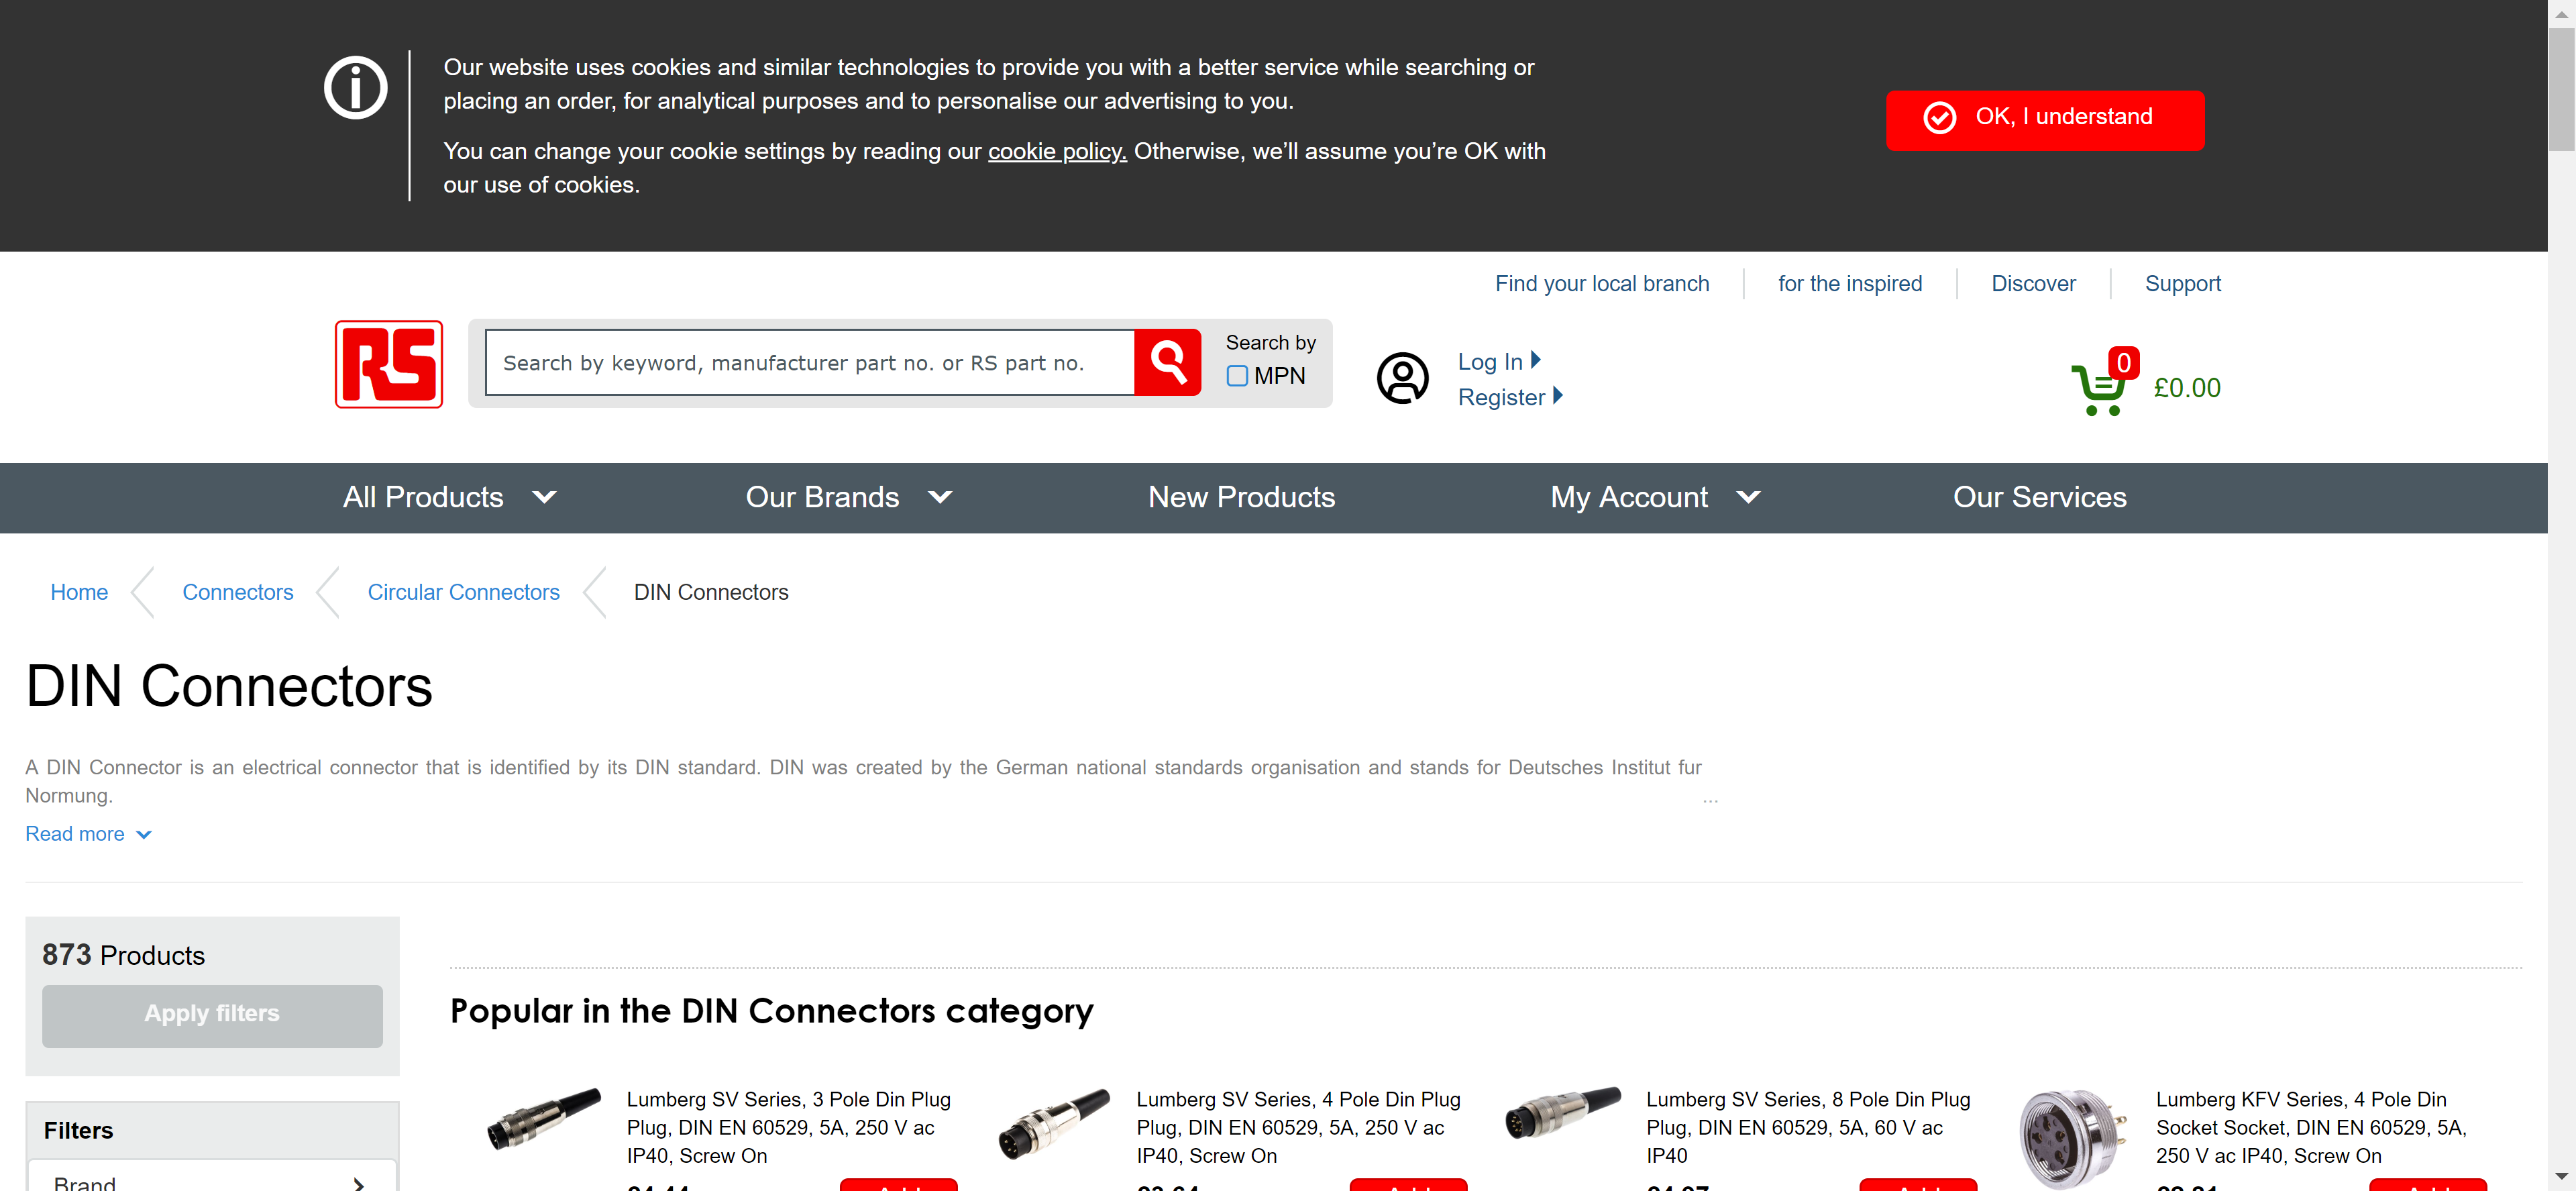 Our website uses cookies and similar technologies to provide you with a better service while searching or
placing an order, for analytical purposes and to personalise our advertising to you.
You can change your cookie settings by reading our cookie policy. Otherwise, we’ll assume you’re OK with
our use of cookies.
OK, I understand
Find your local branch
for the inspired
Discover
Support
RS
Search by keyword, manufacturer part no. or RS part no.
Search by
MPN
Log In
Register
0
£0.00
All Products
Our Brands
New Products
My Account
Our Services
Home
Connectors
Circular Connectors
DIN Connectors
DIN Connectors
A DIN Connector is an electrical connector that is identified by its DIN standard. DIN was created by the German national standards organisation and stands for Deutsches Institut fur
Normung.
...
Read more
873 Products
Apply filters
Filters
Brand
Popular in the DIN Connectors category
Lumberg SV Series, 3 Pole Din Plug
Plug, DIN EN 60529, 5A, 250 V ac
IP40, Screw On
Lumberg SV Series, 4 Pole Din Plug
Plug, DIN EN 60529, 5A, 250 V ac
IP40, Screw On
Lumberg SV Series, 8 Pole Din Plug
Plug, DIN EN 60529, 5A, 60 V ac
IP40
Lumberg KFV Series, 4 Pole Din
Socket Socket, DIN EN 60529, 5A,
250 V ac IP40, Screw On